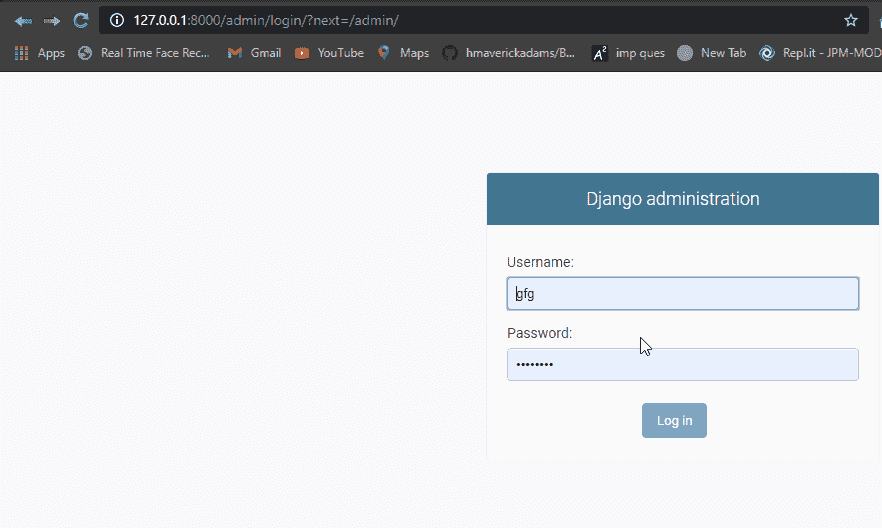 127.0.0.1:8000/admin/login/?next=/admin/
Apps Real Time Face Rec... Gmail YouTube Maps hmaverickadams/B... A² imp ques New Tab Repl.it - JPM-MOD
Django administration
Username:
gfg
Password:
••••••••
Log in